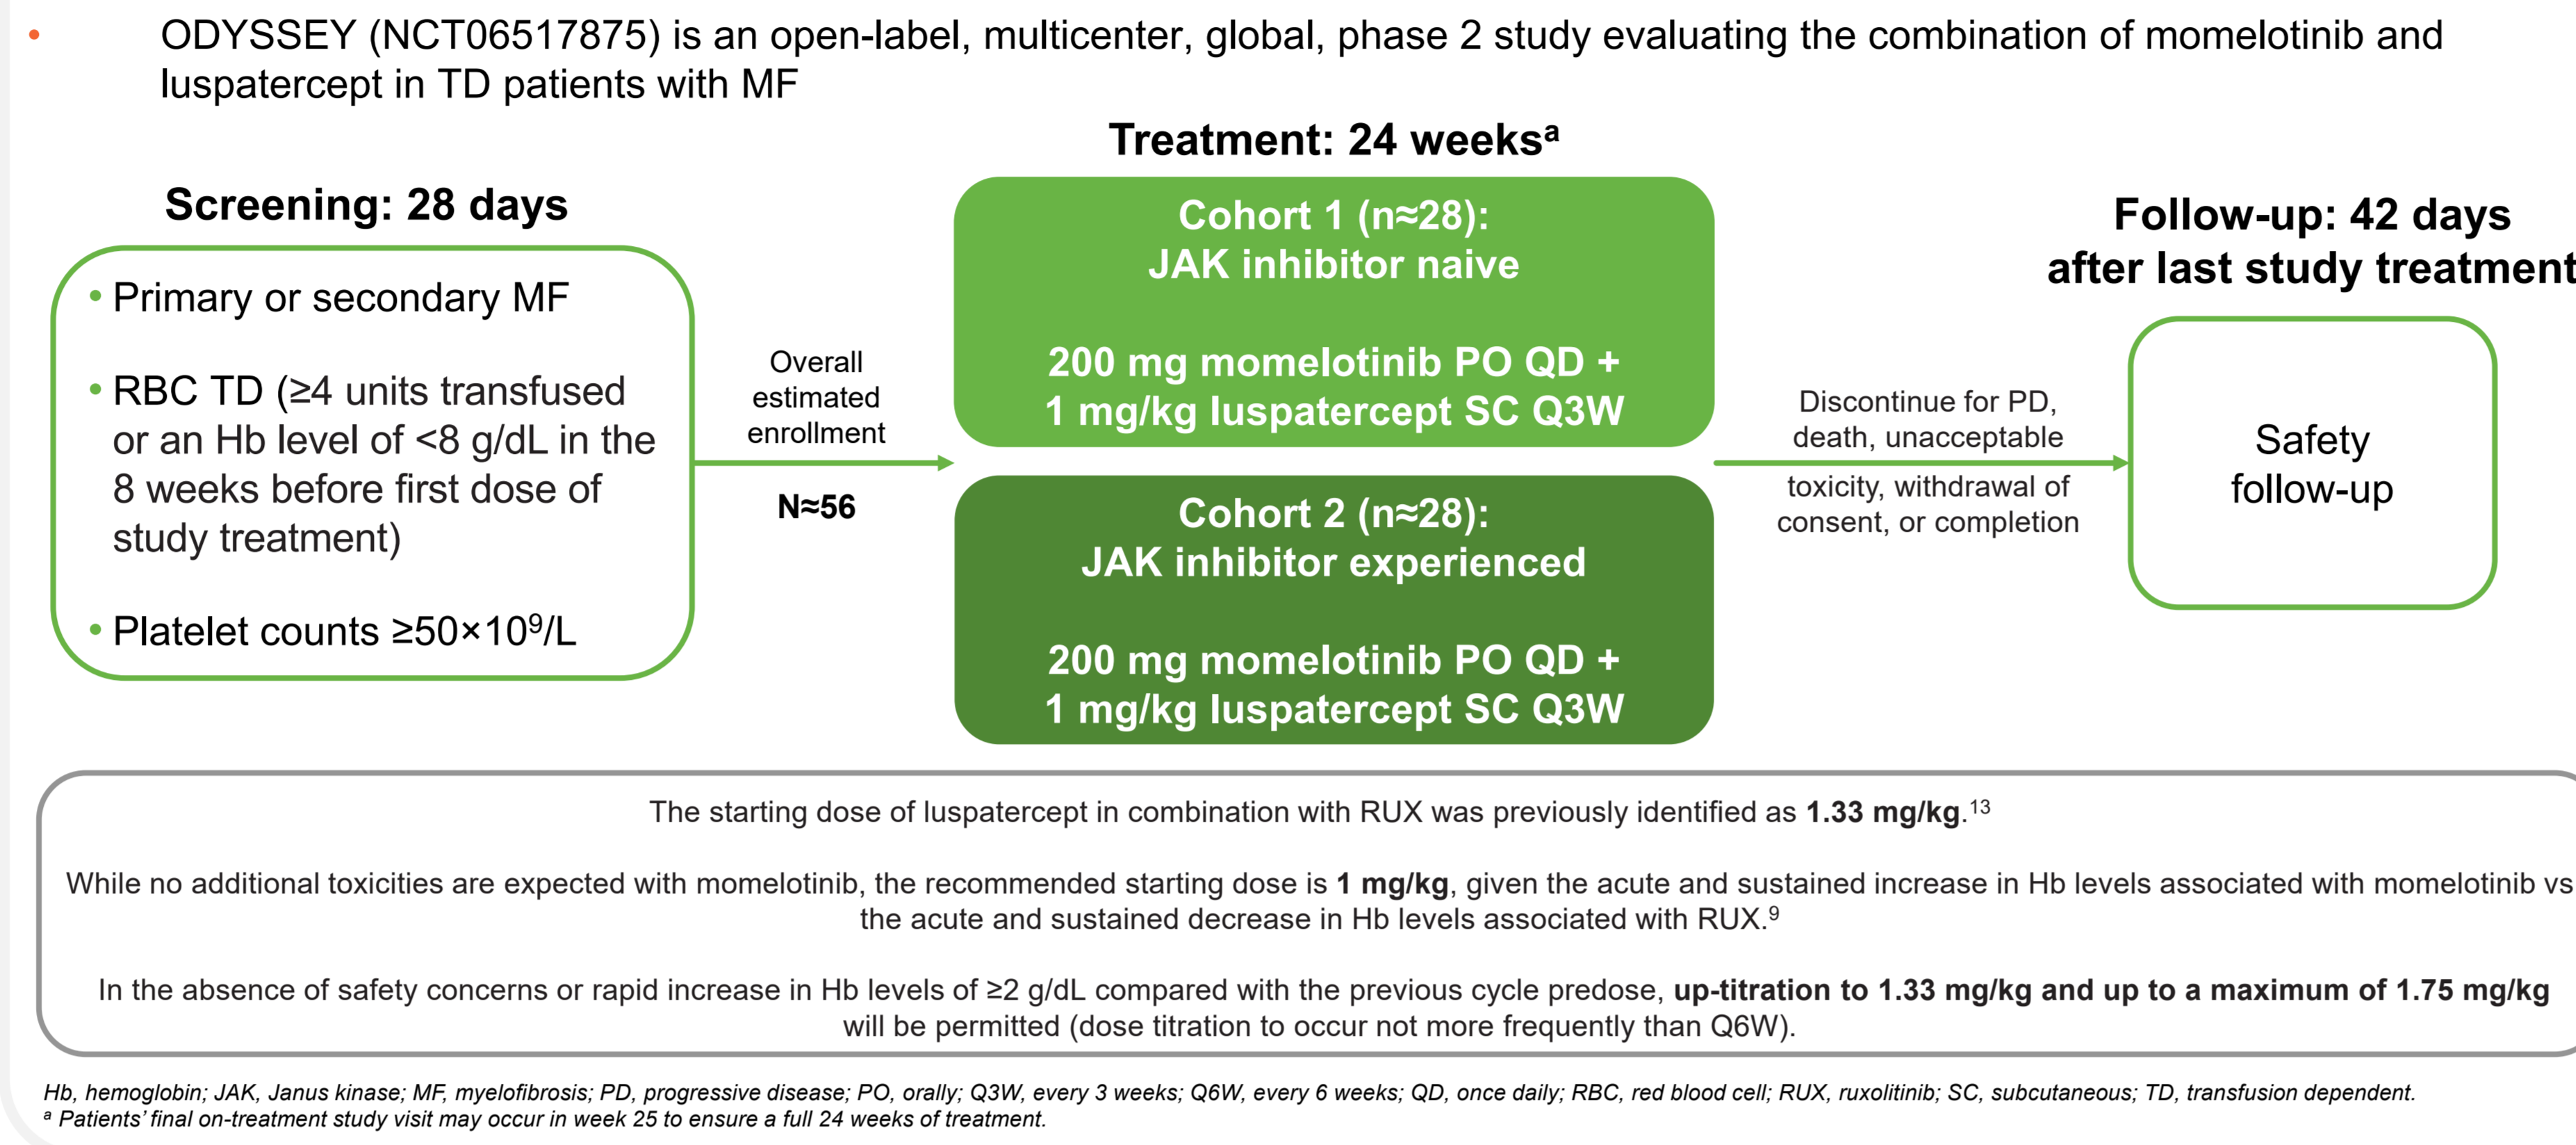 • ODYSSEY (NCT06517875) is an open-label, multicenter, global, phase 2 study evaluating the combination of momelotinib and
luspatercept in TD patients with MF
Screening: 28 days
• Primary or secondary MF
• RBC TD (≥4 units transfused
or an Hb level of <8 g/dL in the
8 weeks before first dose of
study treatment)
• Platelet counts ≥50×10⁹/L
Overall
estimated
enrollment
N≈56
Treatment: 24 weeksᵃ
Cohort 1 (n≈28):
JAK inhibitor naive
200 mg momelotinib PO QD +
1 mg/kg luspatercept SC Q3W
Cohort 2 (n≈28):
JAK inhibitor experienced
200 mg momelotinib PO QD +
1 mg/kg luspatercept SC Q3W
Discontinue for PD,
death, unacceptable
toxicity, withdrawal of
consent, or completion
Follow-up: 42 days
after last study treatment
Safety
follow-up
The starting dose of luspatercept in combination with RUX was previously identified as 1.33 mg/kg.¹³
While no additional toxicities are expected with momelotinib, the recommended starting dose is 1 mg/kg, given the acute and sustained increase in Hb levels associated with momelotinib vs
the acute and sustained decrease in Hb levels associated with RUX.⁹
In the absence of safety concerns or rapid increase in Hb levels of ≥2 g/dL compared with the previous cycle predose, up-titration to 1.33 mg/kg and up to a maximum of 1.75 mg/kg
will be permitted (dose titration to occur not more frequently than Q6W).
Hb, hemoglobin; JAK, Janus kinase; MF, myelofibrosis; PD, progressive disease; PO, orally; Q3W, every 3 weeks; Q6W, every 6 weeks; QD, once daily; RBC, red blood cell; RUX, ruxolitinib; SC, subcutaneous; TD, transfusion dependent.
ᵃ Patients' final on-treatment study visit may occur in week 25 to ensure a full 24 weeks of treatment.